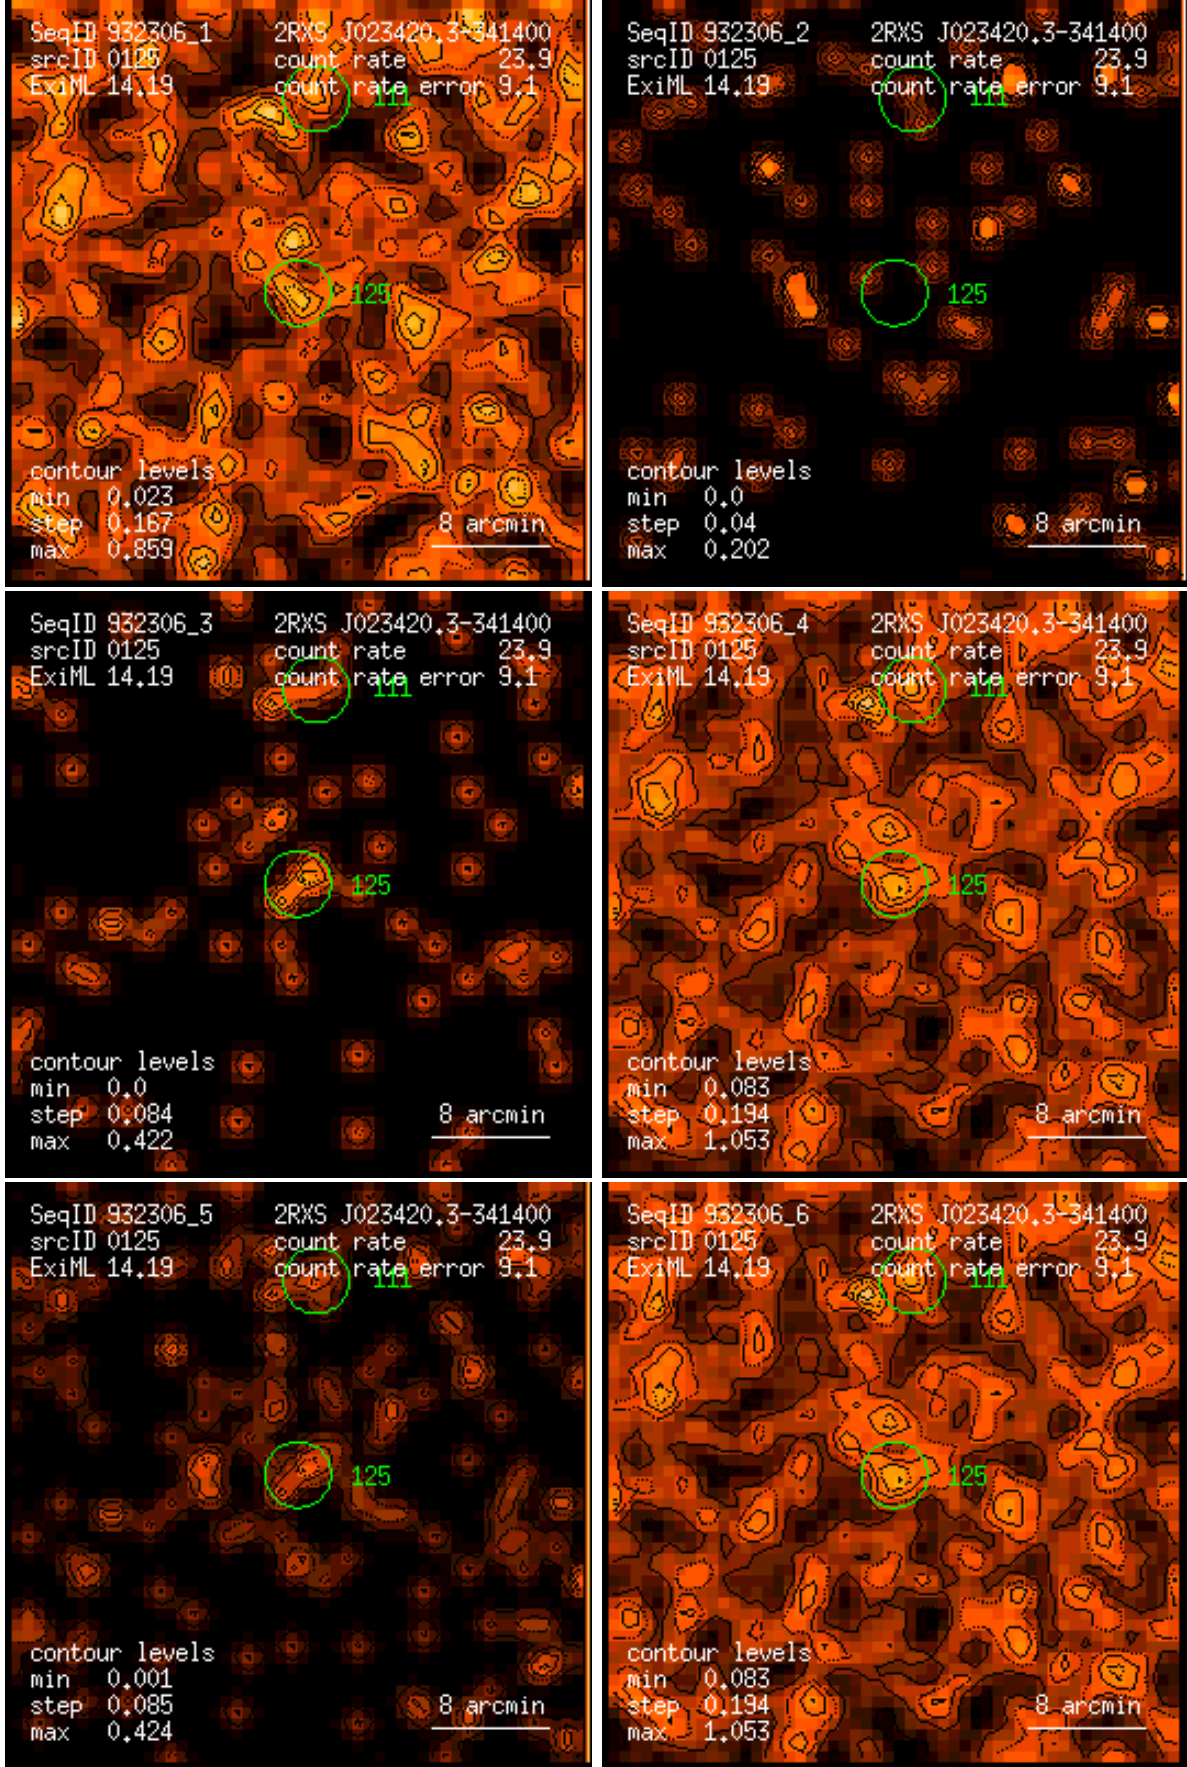 SeqID 932306_1 2RXS J023420.3-341400
srcID 0125 count rate 23.9
ExiML 14.19 count rate error 9.1
111
125
contour levels
min 0.023
step 0.167 8 arcmin
max 0.859
SeqID 932306_2 2RXS J023420.3-341400
srcID 0125 count rate 23.9
ExiML 14.19 count rate error 9.1
111
125
contour levels
min 0.0
step 0.04 8 arcmin
max 0.202
SeqID 932306_3 2RXS J023420.3-341400
srcID 0125 count rate 23.9
ExiML 14.19 count rate error 9.1
111
125
contour levels
min 0.0
step 0.084 8 arcmin
max 0.422
SeqID 932306_4 2RXS J023420.3-341400
srcID 0125 count rate 23.9
ExiML 14.19 count rate error 9.1
111
125
contour levels
min 0.083
step 0.194 8 arcmin
max 1.053
SeqID 932306_5 2RXS J023420.3-341400
srcID 0125 count rate 23.9
ExiML 14.19 count rate error 9.1
111
125
contour levels
min 0.001
step 0.085 8 arcmin
max 0.424
SeqID 932306_6 2RXS J023420.3-341400
srcID 0125 count rate 23.9
ExiML 14.19 count rate error 9.1
111
125
contour levels
min 0.083
step 0.194 8 arcmin
max 1.053